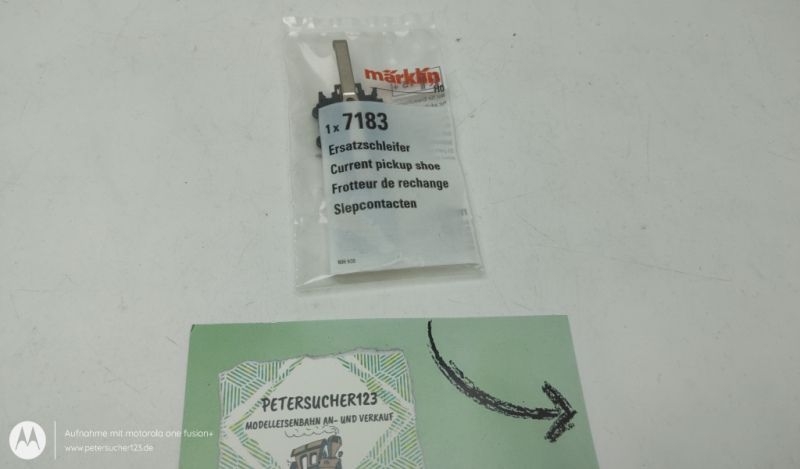 märklin
H0
1 x 7183
Ersatzschleifer
Current pickup shoe
Frotteur de rechange
Slepcontacten
PETERSUCHER123
MODELLEISENBAHN AN- UND VERKAUF
Aufnahme mit motorola one fusion+
www.petersucher123.de